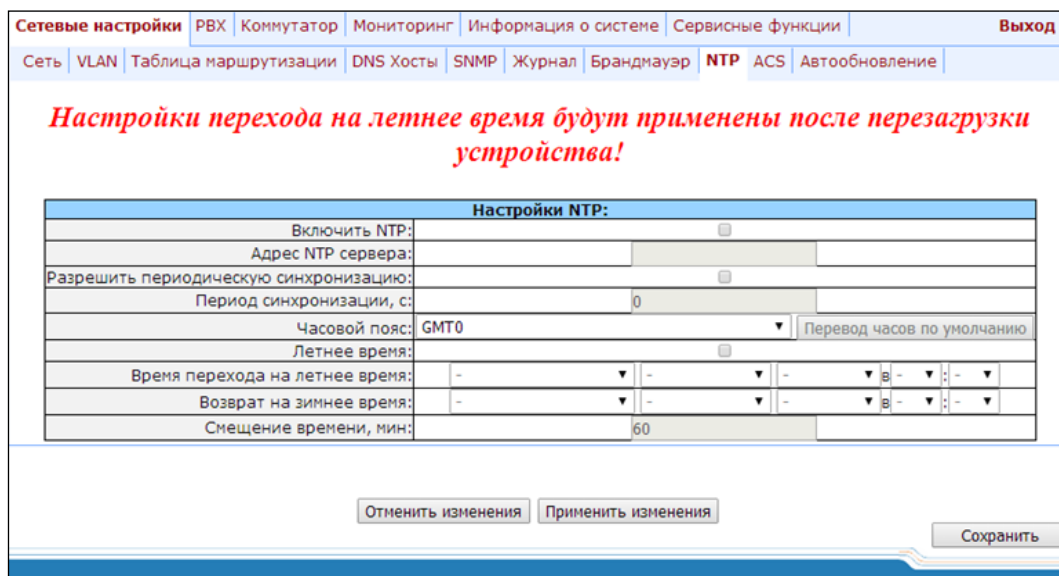 Сетевые настройки PBX Коммутатор Мониторинг Информация о системе Сервисные функции Выход
Сеть VLAN Таблица маршрутизации DNS Хосты SNMP Журнал Брандмауэр NTP ACS Автообновление
Настройки перехода на летнее время будут применены после перезагрузки
устройства!
Настройки NTP:
Включить NTP:
Адрес NTP сервера:
Разрешить периодическую синхронизацию:
Период синхронизации, с: 0
Часовой пояс: GMT0 Перевод часов по умолчанию
Летнее время:
Время перехода на летнее время: - - - в - : -
Возврат на зимнее время: - - - в - : -
Смещение времени, мин: 60
Отменить изменения Применить изменения
Сохранить